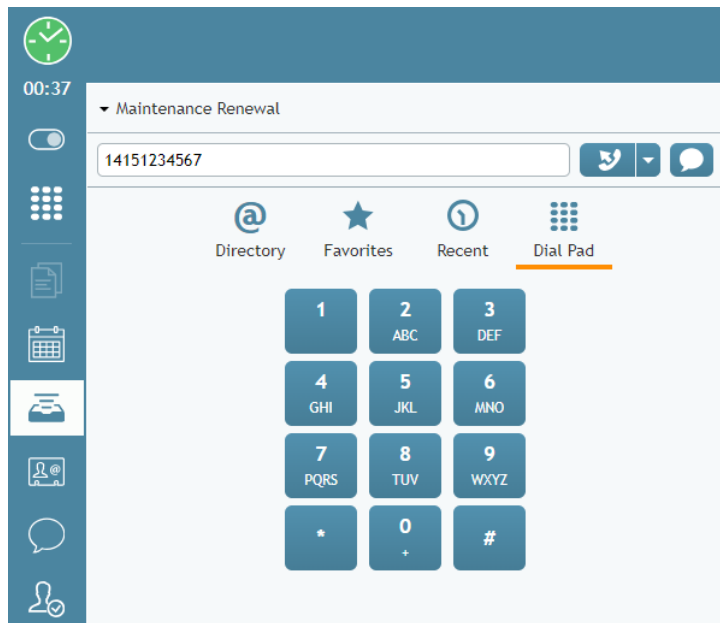 00:37
Maintenance Renewal
14151234567
Directory Favorites Recent Dial Pad
1 2 3
ABC DEF
4 5 6
GHI JKL MNO
7 8 9
PQRS TUV WXYZ
* 0 #
+